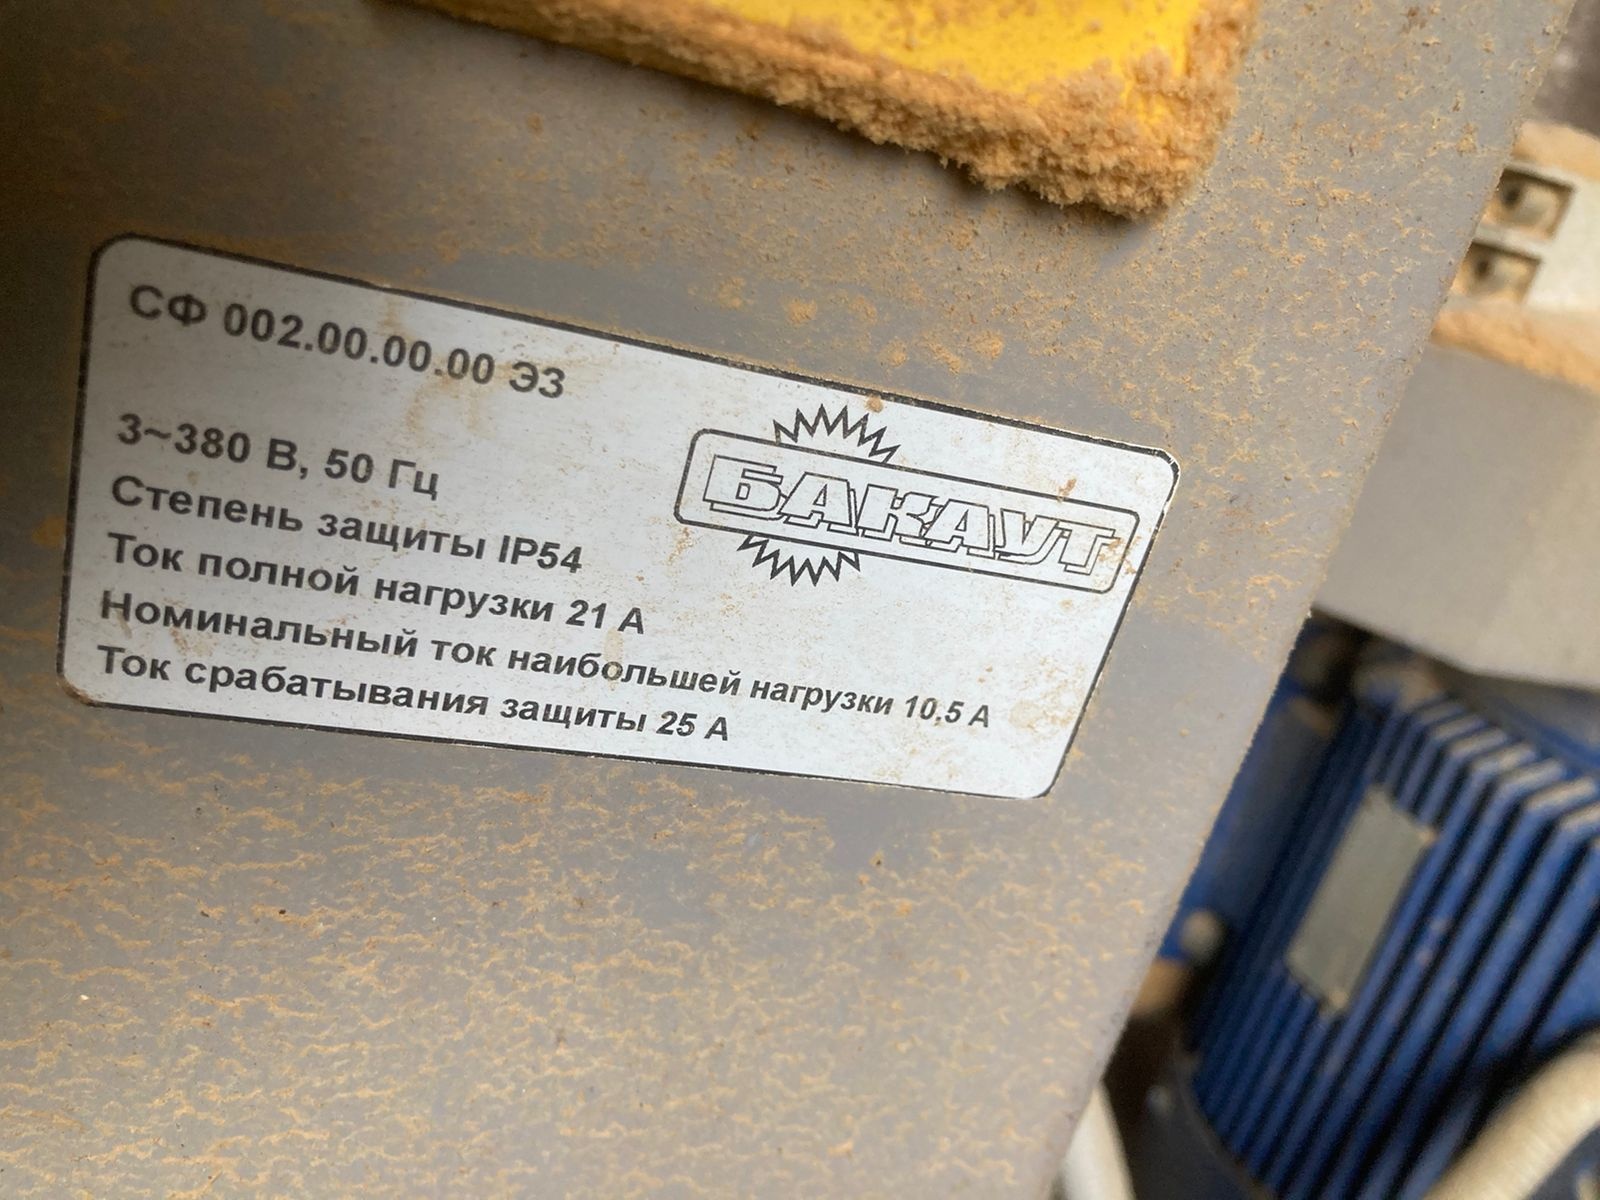 СФ 002.00.00.00 Э3
3~380 В, 50 Гц
Степень защиты IP54
Ток полной нагрузки 21 А
Номинальный ток наибольшей нагрузки 10,5 А
Ток срабатывания защиты 25 А
БАКАУТ